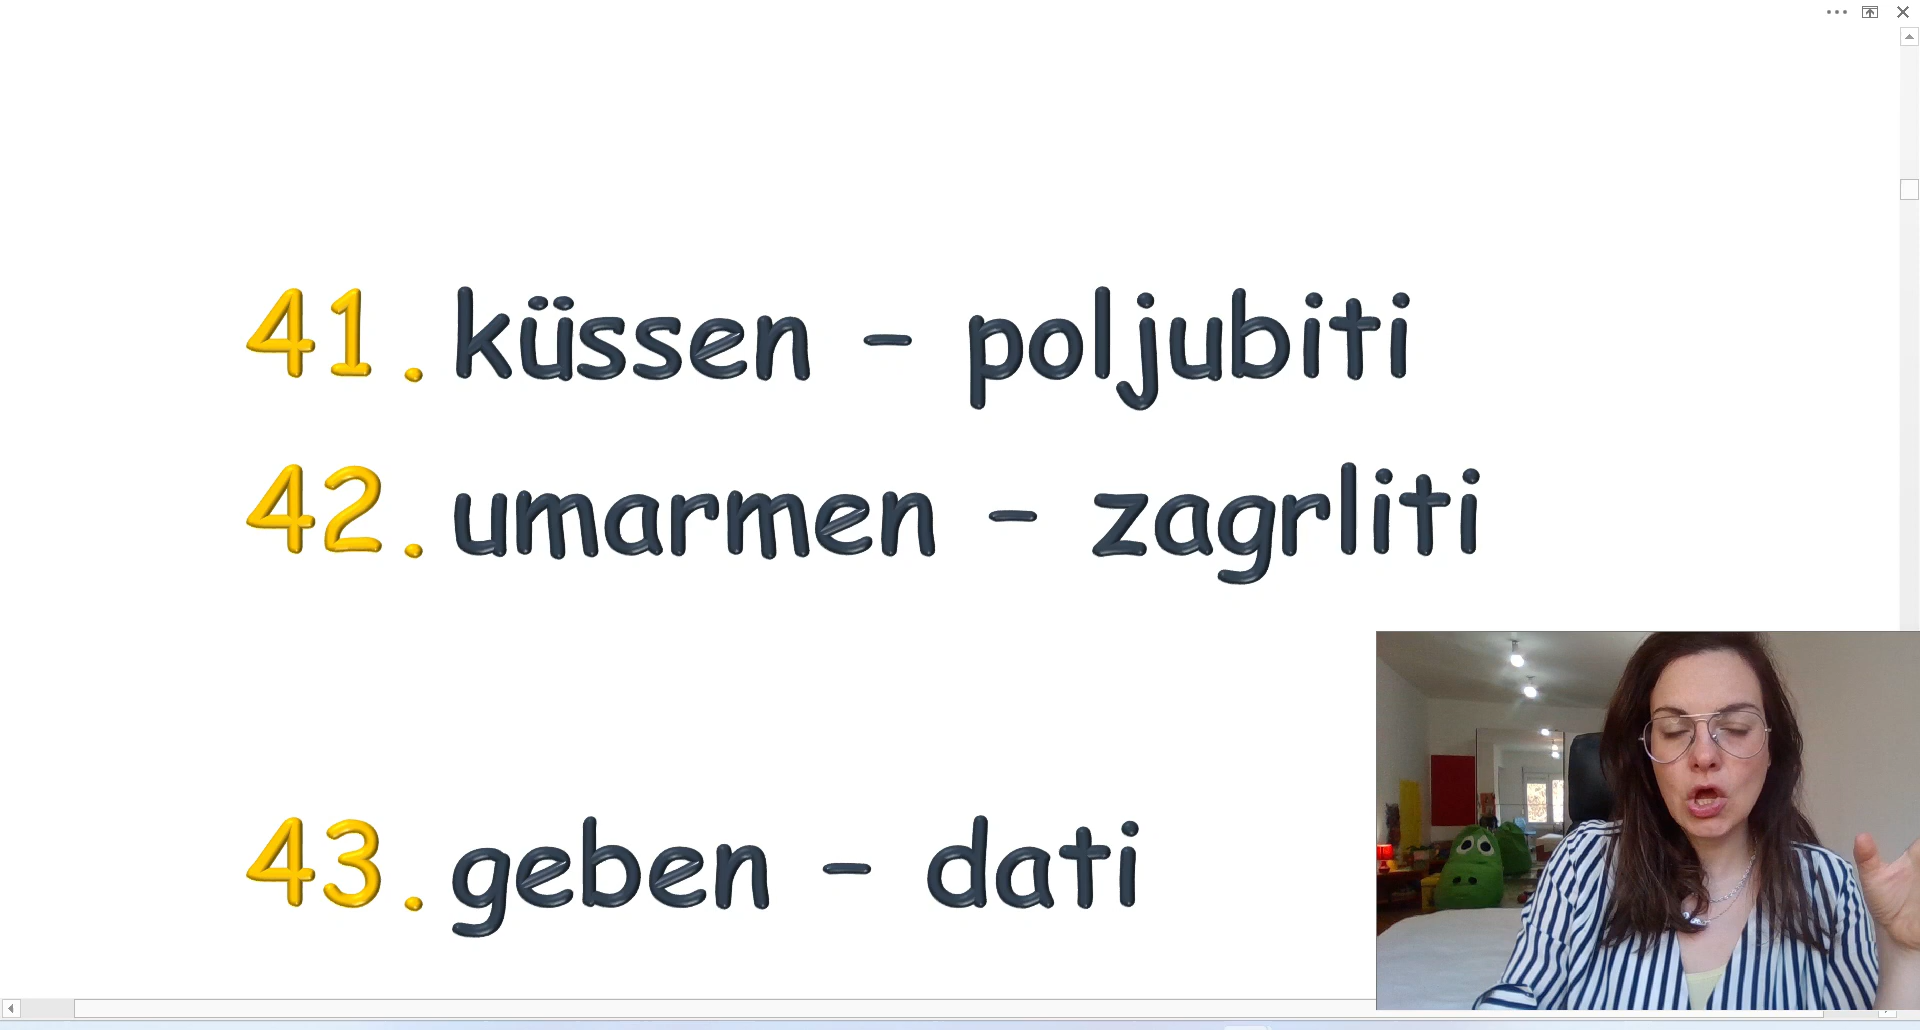 41. küssen - poljubiti
42. umarmen - zagrliti
43. geben - dati